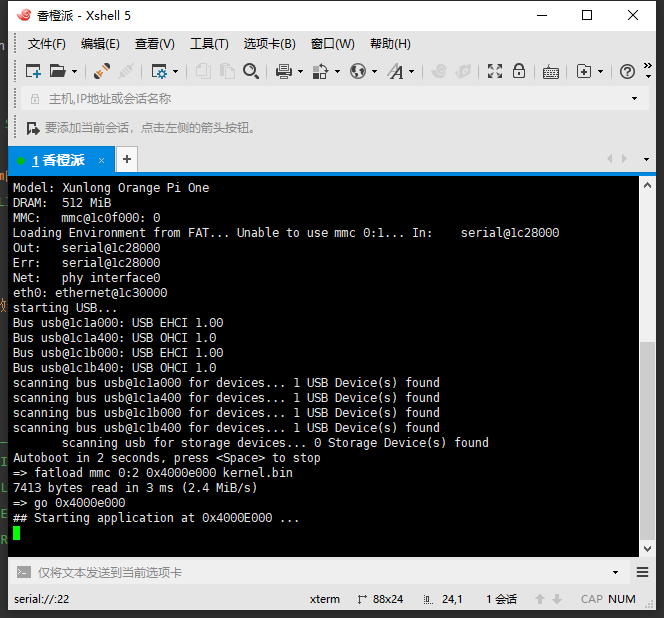 香橙派 - Xshell 5
文件(F) 编辑(E) 查看(V) 工具(T) 选项卡(B) 窗口(W) 帮助(H)
主机,IP地址或会话名称
要添加当前会话，点击左侧的箭头按钮。
1 香橙派
Model: Xunlong Orange Pi One
DRAM:  512 MiB
MMC:   mmc@1c0f000: 0
Loading Environment from FAT... Unable to use mmc 0:1... In:    serial@1c28000
Out:   serial@1c28000
Err:   serial@1c28000
Net:   phy interface0
eth0: ethernet@1c30000
starting USB...
Bus usb@1c1a000: USB EHCI 1.00
Bus usb@1c1a400: USB OHCI 1.0
Bus usb@1c1b000: USB EHCI 1.00
Bus usb@1c1b400: USB OHCI 1.0
scanning bus usb@1c1a000 for devices... 1 USB Device(s) found
scanning bus usb@1c1a400 for devices... 1 USB Device(s) found
scanning bus usb@1c1b000 for devices... 1 USB Device(s) found
scanning bus usb@1c1b400 for devices... 1 USB Device(s) found
       scanning usb for storage devices... 0 Storage Device(s) found
Autoboot in 2 seconds, press <Space> to stop
=> fatload mmc 0:2 0x4000e000 kernel.bin
7413 bytes read in 3 ms (2.4 MiB/s)
=> go 0x4000e000
## Starting application at 0x4000E000 ...
仅将文本发送到当前选项卡
serial://:22 xterm 88x24 24,1 1 会话 CAP NUM